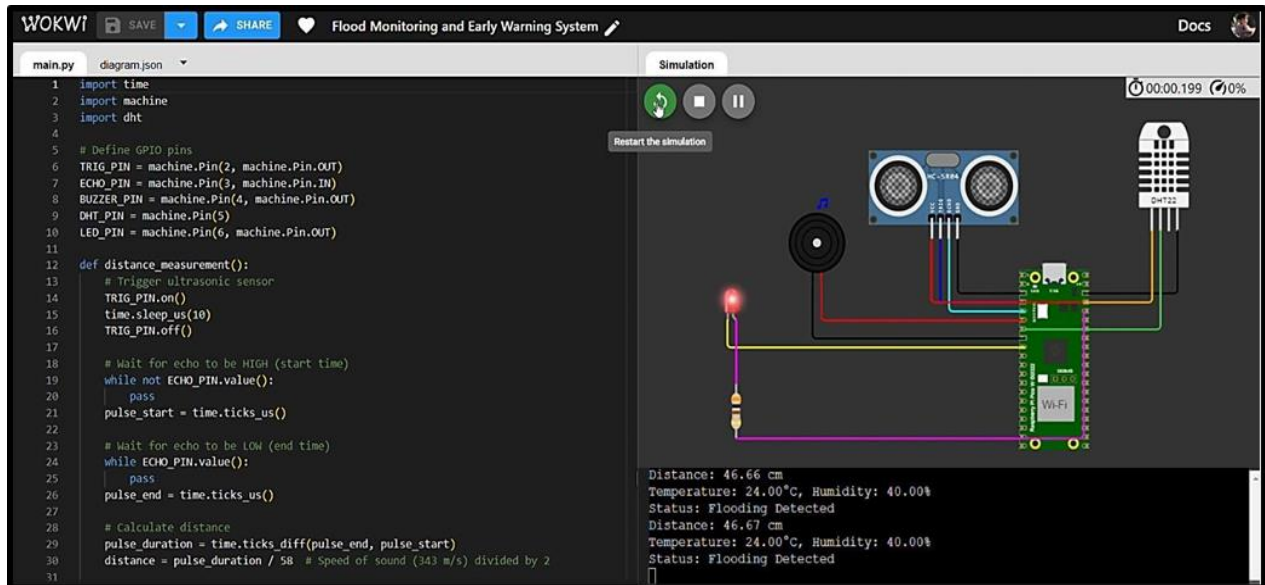 WOKWI SAVE SHARE Flood Monitoring and Early Warning System Docs
main.py diagram.json
1 import time
2 import machine
3 import dht
4
5 # Define GPIO pins
6 TRIG_PIN = machine.Pin(2, machine.Pin.OUT)
7 ECHO_PIN = machine.Pin(3, machine.Pin.IN)
8 BUZZER_PIN = machine.Pin(4, machine.Pin.OUT)
9 DHT_PIN = machine.Pin(5)
10 LED_PIN = machine.Pin(6, machine.Pin.OUT)
11
12 def distance_measurement():
13 # Trigger ultrasonic sensor
14 TRIG_PIN.on()
15 time.sleep_us(10)
16 TRIG_PIN.off()
17
18 # Wait for echo to be HIGH (start time)
19 while not ECHO_PIN.value():
20 pass
21 pulse_start = time.ticks_us()
22
23 # Wait for echo to be LOW (end time)
24 while ECHO_PIN.value():
25 pass
26 pulse_end = time.ticks_us()
27
28 # Calculate distance
29 pulse_duration = time.ticks_diff(pulse_end, pulse_start)
30 distance = pulse_duration / 58 # Speed of sound (343 m/s) divided by 2
31
Simulation
00:00.199 0%
Restart the simulation
HC-SR04
VCC
TRIG
ECHO
GND
DHT22
Raspberry Pi Pico W
Wi-Fi
Distance: 46.66 cm
Temperature: 24.00°C, Humidity: 40.00%
Status: Flooding Detected
Distance: 46.67 cm
Temperature: 24.00°C, Humidity: 40.00%
Status: Flooding Detected